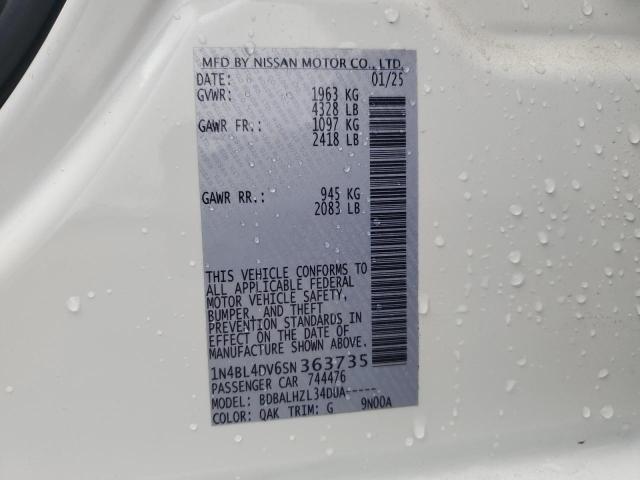 MFD BY NISSAN MOTOR CO., LTD.
DATE: 01/25
GVWR: 1963 KG
4328 LB
GAWR FR.: 1097 KG
2418 LB
GAWR RR.: 945 KG
2083 LB
THIS VEHICLE CONFORMS TO
ALL APPLICABLE FEDERAL
MOTOR VEHICLE SAFETY,
BUMPER, AND THEFT
PREVENTION STANDARDS IN
EFFECT ON THE DATE OF
MANUFACTURE SHOWN ABOVE.
1N4BL4DV6SN363735
PASSENGER CAR 744476
MODEL: BDBALHZL34DUA-----
COLOR: QAK TRIM: G 9N00A